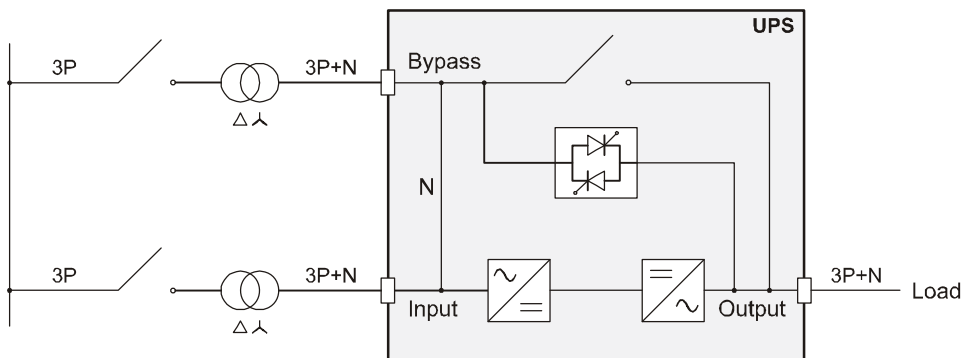 UPS
3P
3P+N
Bypass
N
3P
3P+N
Input
Output
3P+N
Load